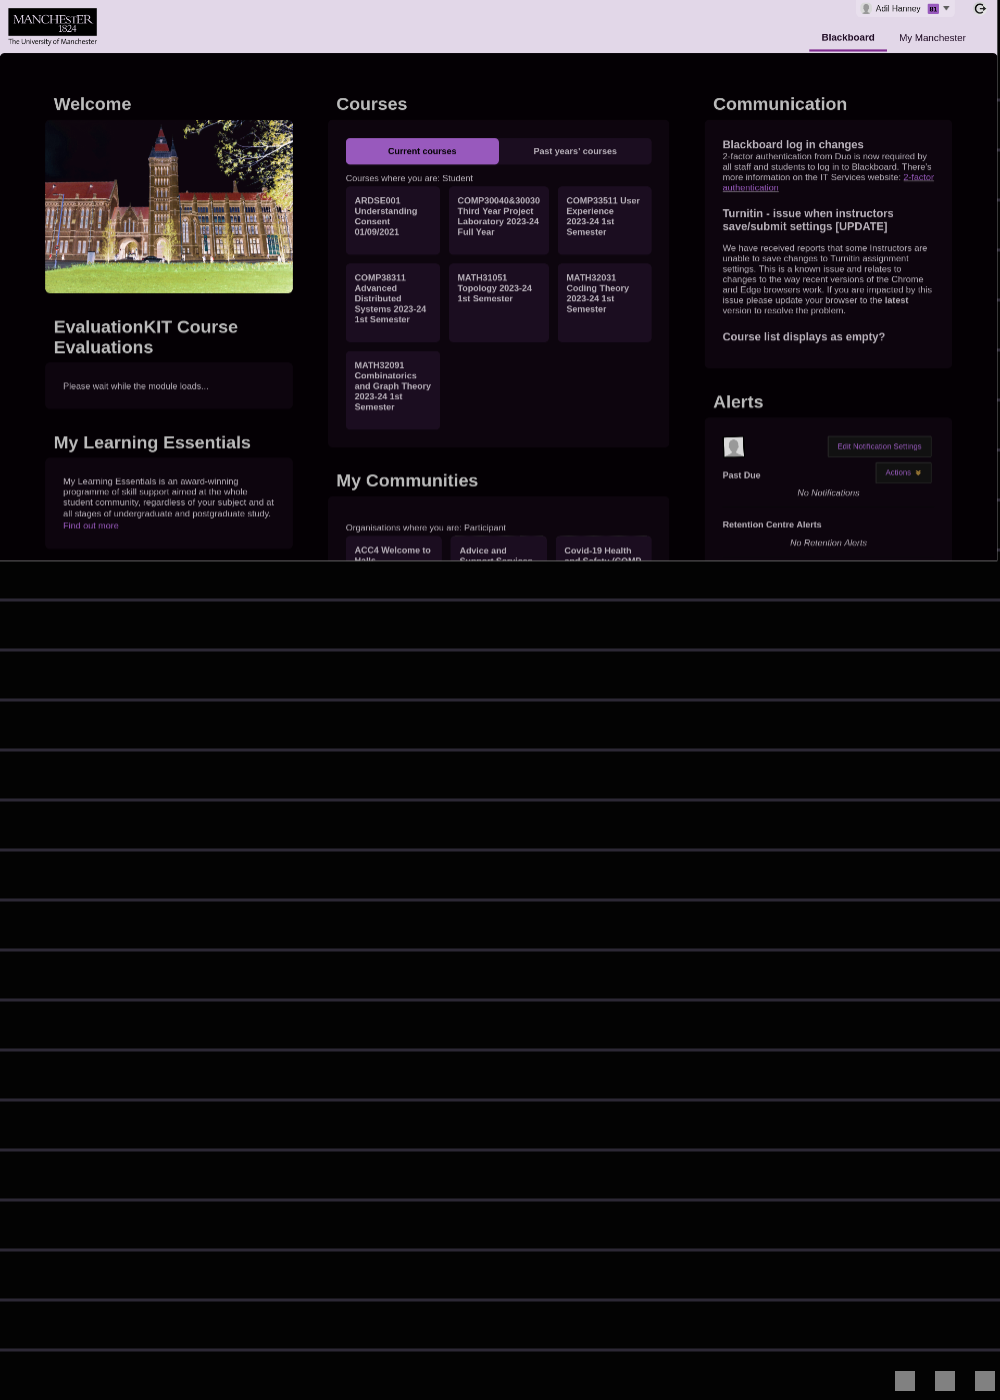 MANCHESTER
1824
The University of Manchester
Adil Hanney
Blackboard
My Manchester
Welcome
EvaluationKIT Course
Evaluations
Please wait while the module loads...
My Learning Essentials
My Learning Essentials is an award-winning
programme of skill support aimed at the whole
student community, regardless of your subject and at
all stages of undergraduate and postgraduate study.
Find out more
Courses
Current courses
Past years' courses
Courses where you are: Student
ARDSE001
Understanding
Consent
01/09/2021
COMP30040&30030
Third Year Project
Laboratory 2023-24
Full Year
COMP33511 User
Experience
2023-24 1st
Semester
COMP38311
Advanced
Distributed
Systems 2023-24
1st Semester
MATH31051
Topology 2023-24
1st Semester
MATH32031
Coding Theory
2023-24 1st
Semester
MATH32091
Combinatorics
and Graph Theory
2023-24 1st
Semester
My Communities
Organisations where you are: Participant
ACC4 Welcome to
Halls
Advice and
Support Services
Covid-19 Health
and Safety (COMP
Communication
Blackboard log in changes
2-factor authentication from Duo is now required by
all staff and students to log in to Blackboard. There's
more information on the IT Services website: 2-factor
authentication
Turnitin - issue when instructors
save/submit settings [UPDATE]
We have received reports that some Instructors are
unable to save changes to Turnitin assignment
settings. This is a known issue and relates to
changes to the way recent versions of the Chrome
and Edge browsers work. If you are impacted by this
issue please update your browser to the latest
version to resolve the problem.
Course list displays as empty?
Alerts
Edit Notification Settings
Actions
Past Due
No Notifications
Retention Centre Alerts
No Retention Alerts